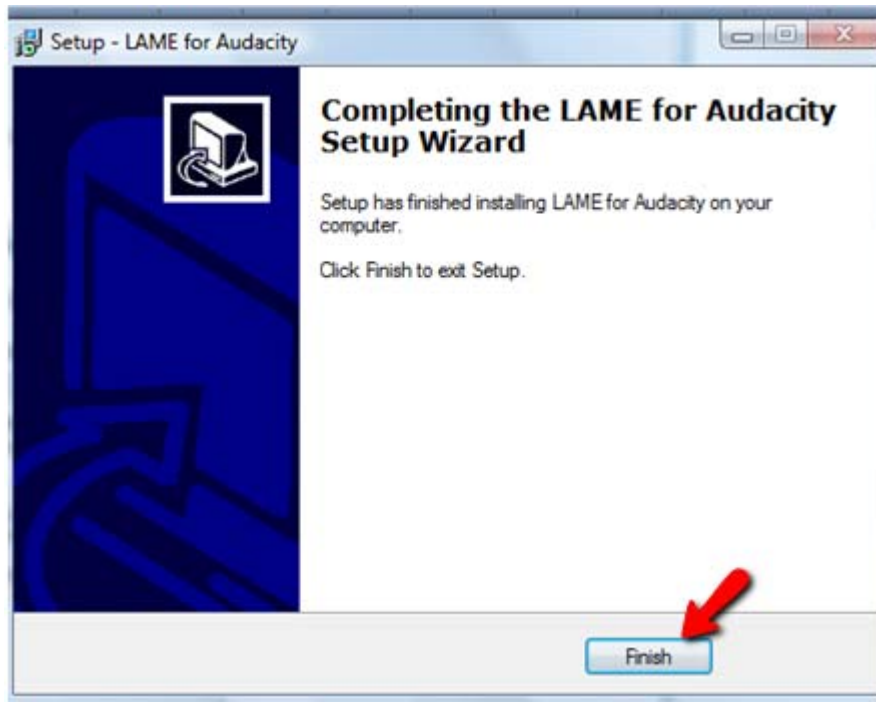 Setup - LAME for Audacity
Completing the LAME for Audacity
Setup Wizard
Setup has finished installing LAME for Audacity on your
computer.
Click Finish to exit Setup.
Finish